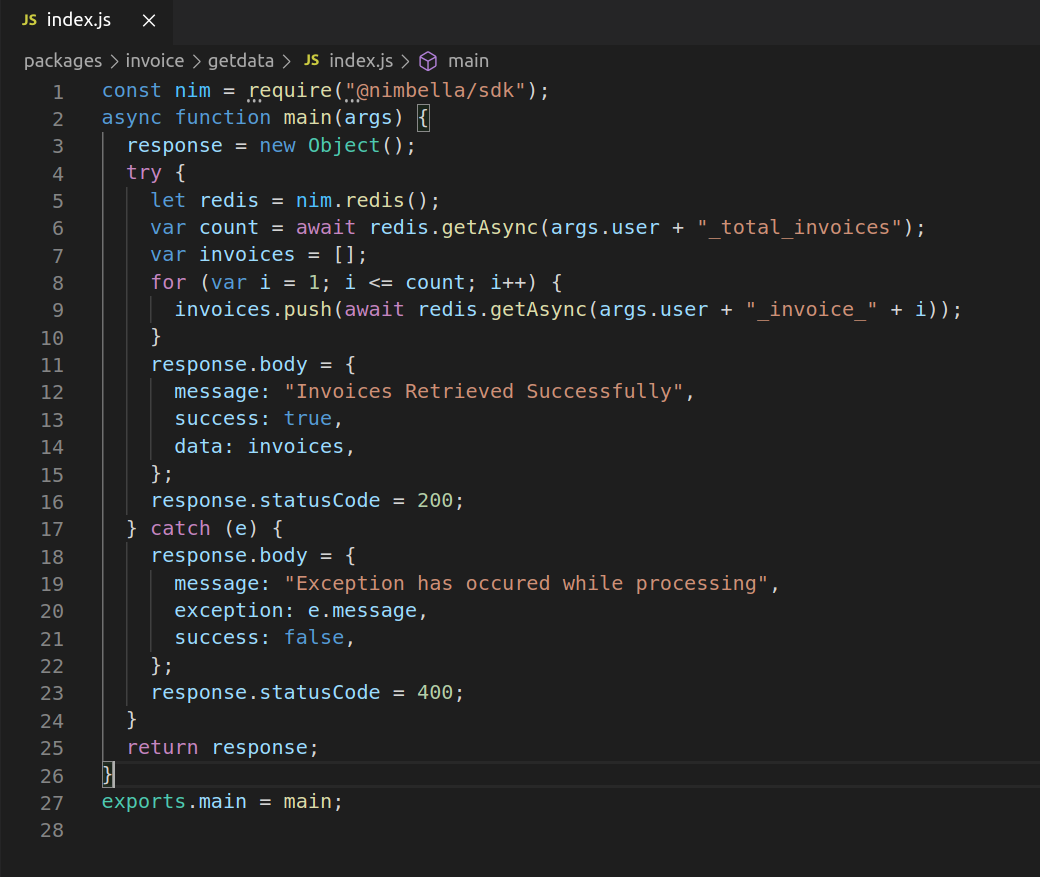 JS index.js ×
packages > invoice > getdata > JS index.js > main
1 const nim = require("@nimbella/sdk");
2 async function main(args) {
3   response = new Object();
4   try {
5     let redis = nim.redis();
6     var count = await redis.getAsync(args.user + "_total_invoices");
7     var invoices = [];
8     for (var i = 1; i <= count; i++) {
9       invoices.push(await redis.getAsync(args.user + "_invoice_" + i));
10     }
11     response.body = {
12       message: "Invoices Retrieved Successfully",
13       success: true,
14       data: invoices,
15     };
16     response.statusCode = 200;
17   } catch (e) {
18     response.body = {
19       message: "Exception has occured while processing",
20       exception: e.message,
21       success: false,
22     };
23     response.statusCode = 400;
24   }
25   return response;
26 }
27 exports.main = main;
28